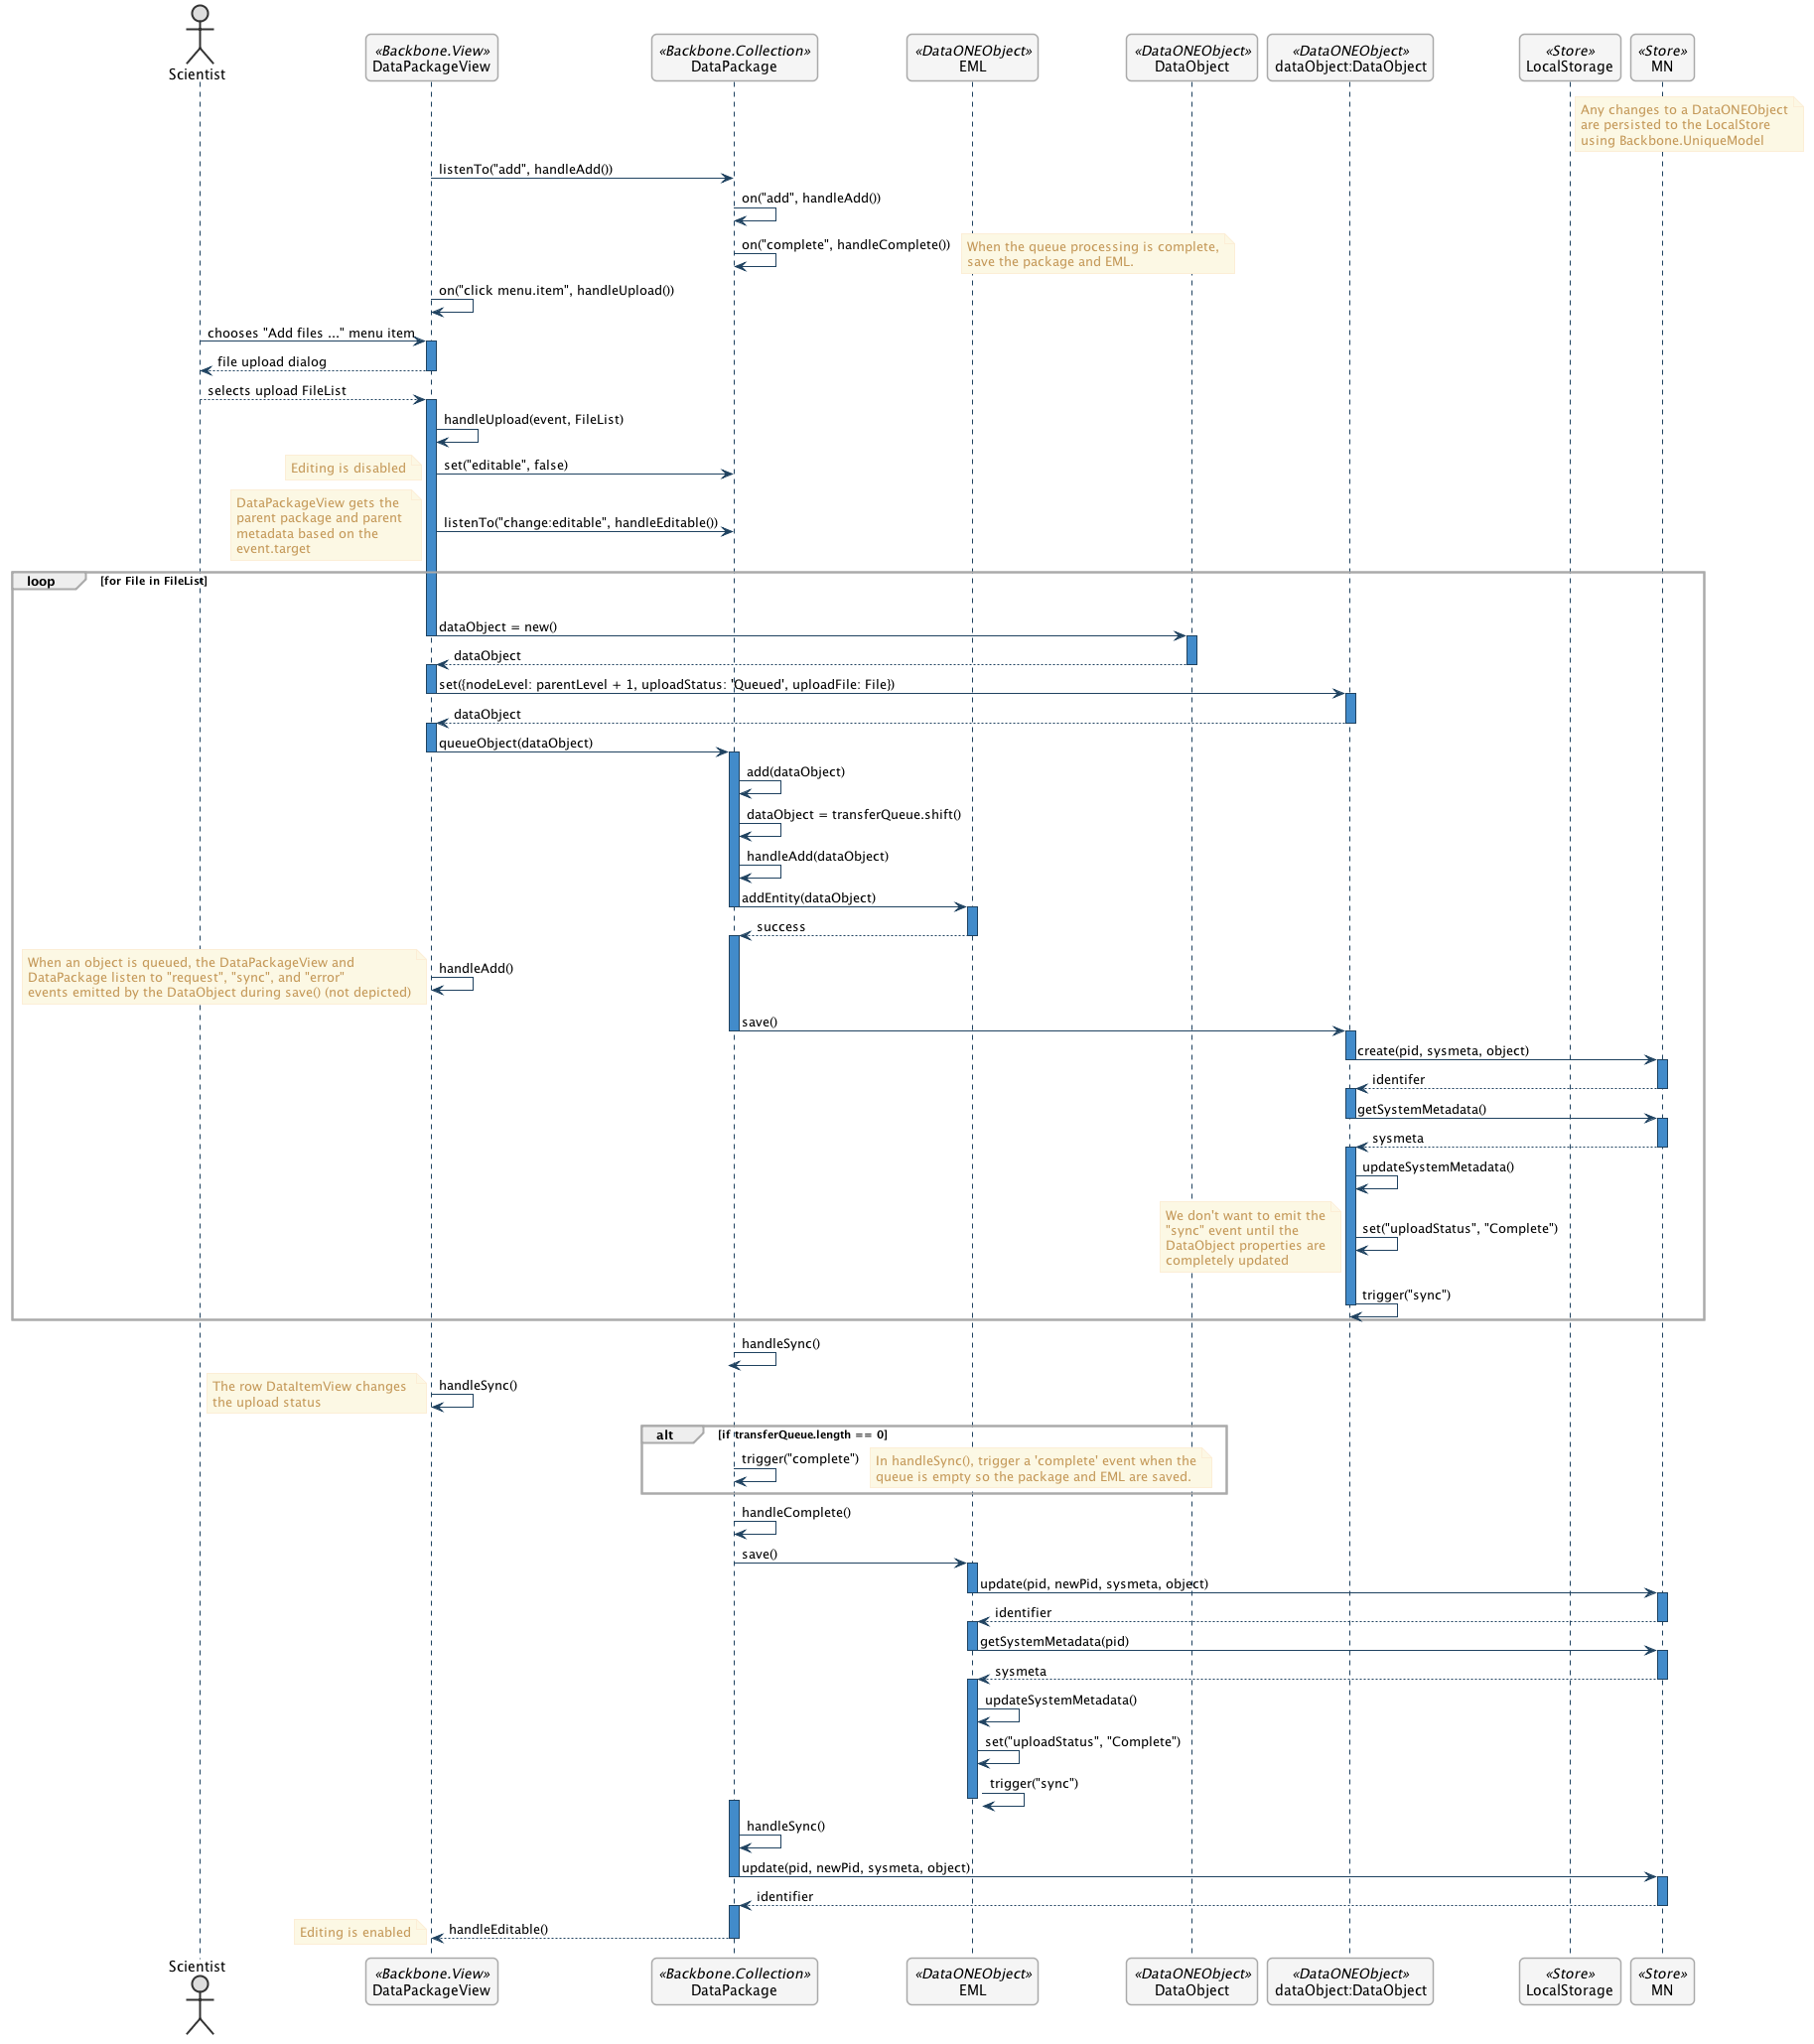 Scientist
«Backbone.View»
DataPackageView
«Backbone.Collection»
DataPackage
«DataONEObject»
EML
«DataONEObject»
DataObject
«DataONEObject»
dataObject:DataObject
«Store»
LocalStorage
«Store»
MN
Any changes to a DataONEObject
are persisted to the LocalStore
using Backbone.UniqueModel
listenTo("add", handleAdd())
on("add", handleAdd())
on("complete", handleComplete())
When the queue processing is complete,
save the package and EML.
on("click menu.item", handleUpload())
chooses "Add files ..." menu item
file upload dialog
selects upload FileList
handleUpload(event, FileList)
Editing is disabled
set("editable", false)
DataPackageView gets the
parent package and parent
metadata based on the
event.target
listenTo("change:editable", handleEditable())
loop
[for File in FileList]
dataObject = new()
dataObject
set({nodeLevel: parentLevel + 1, uploadStatus: 'Queued', uploadFile: File})
dataObject
queueObject(dataObject)
add(dataObject)
dataObject = transferQueue.shift()
handleAdd(dataObject)
addEntity(dataObject)
success
When an object is queued, the DataPackageView and
DataPackage listen to "request", "sync", and "error"
events emitted by the DataObject during save() (not depicted)
handleAdd()
save()
create(pid, sysmeta, object)
identifer
getSystemMetadata()
sysmeta
updateSystemMetadata()
We don't want to emit the
"sync" event until the
DataObject properties are
completely updated
set("uploadStatus", "Complete")
trigger("sync")
handleSync()
The row DataItemView changes
the upload status
handleSync()
alt
[if transferQueue.length == 0]
trigger("complete")
In handleSync(), trigger a 'complete' event when the
queue is empty so the package and EML are saved.
handleComplete()
save()
update(pid, newPid, sysmeta, object)
identifier
getSystemMetadata(pid)
sysmeta
updateSystemMetadata()
set("uploadStatus", "Complete")
trigger("sync")
handleSync()
update(pid, newPid, sysmeta, object)
identifier
Editing is enabled
handleEditable()
Scientist
«Backbone.View»
DataPackageView
«Backbone.Collection»
DataPackage
«DataONEObject»
EML
«DataONEObject»
DataObject
«DataONEObject»
dataObject:DataObject
«Store»
LocalStorage
«Store»
MN